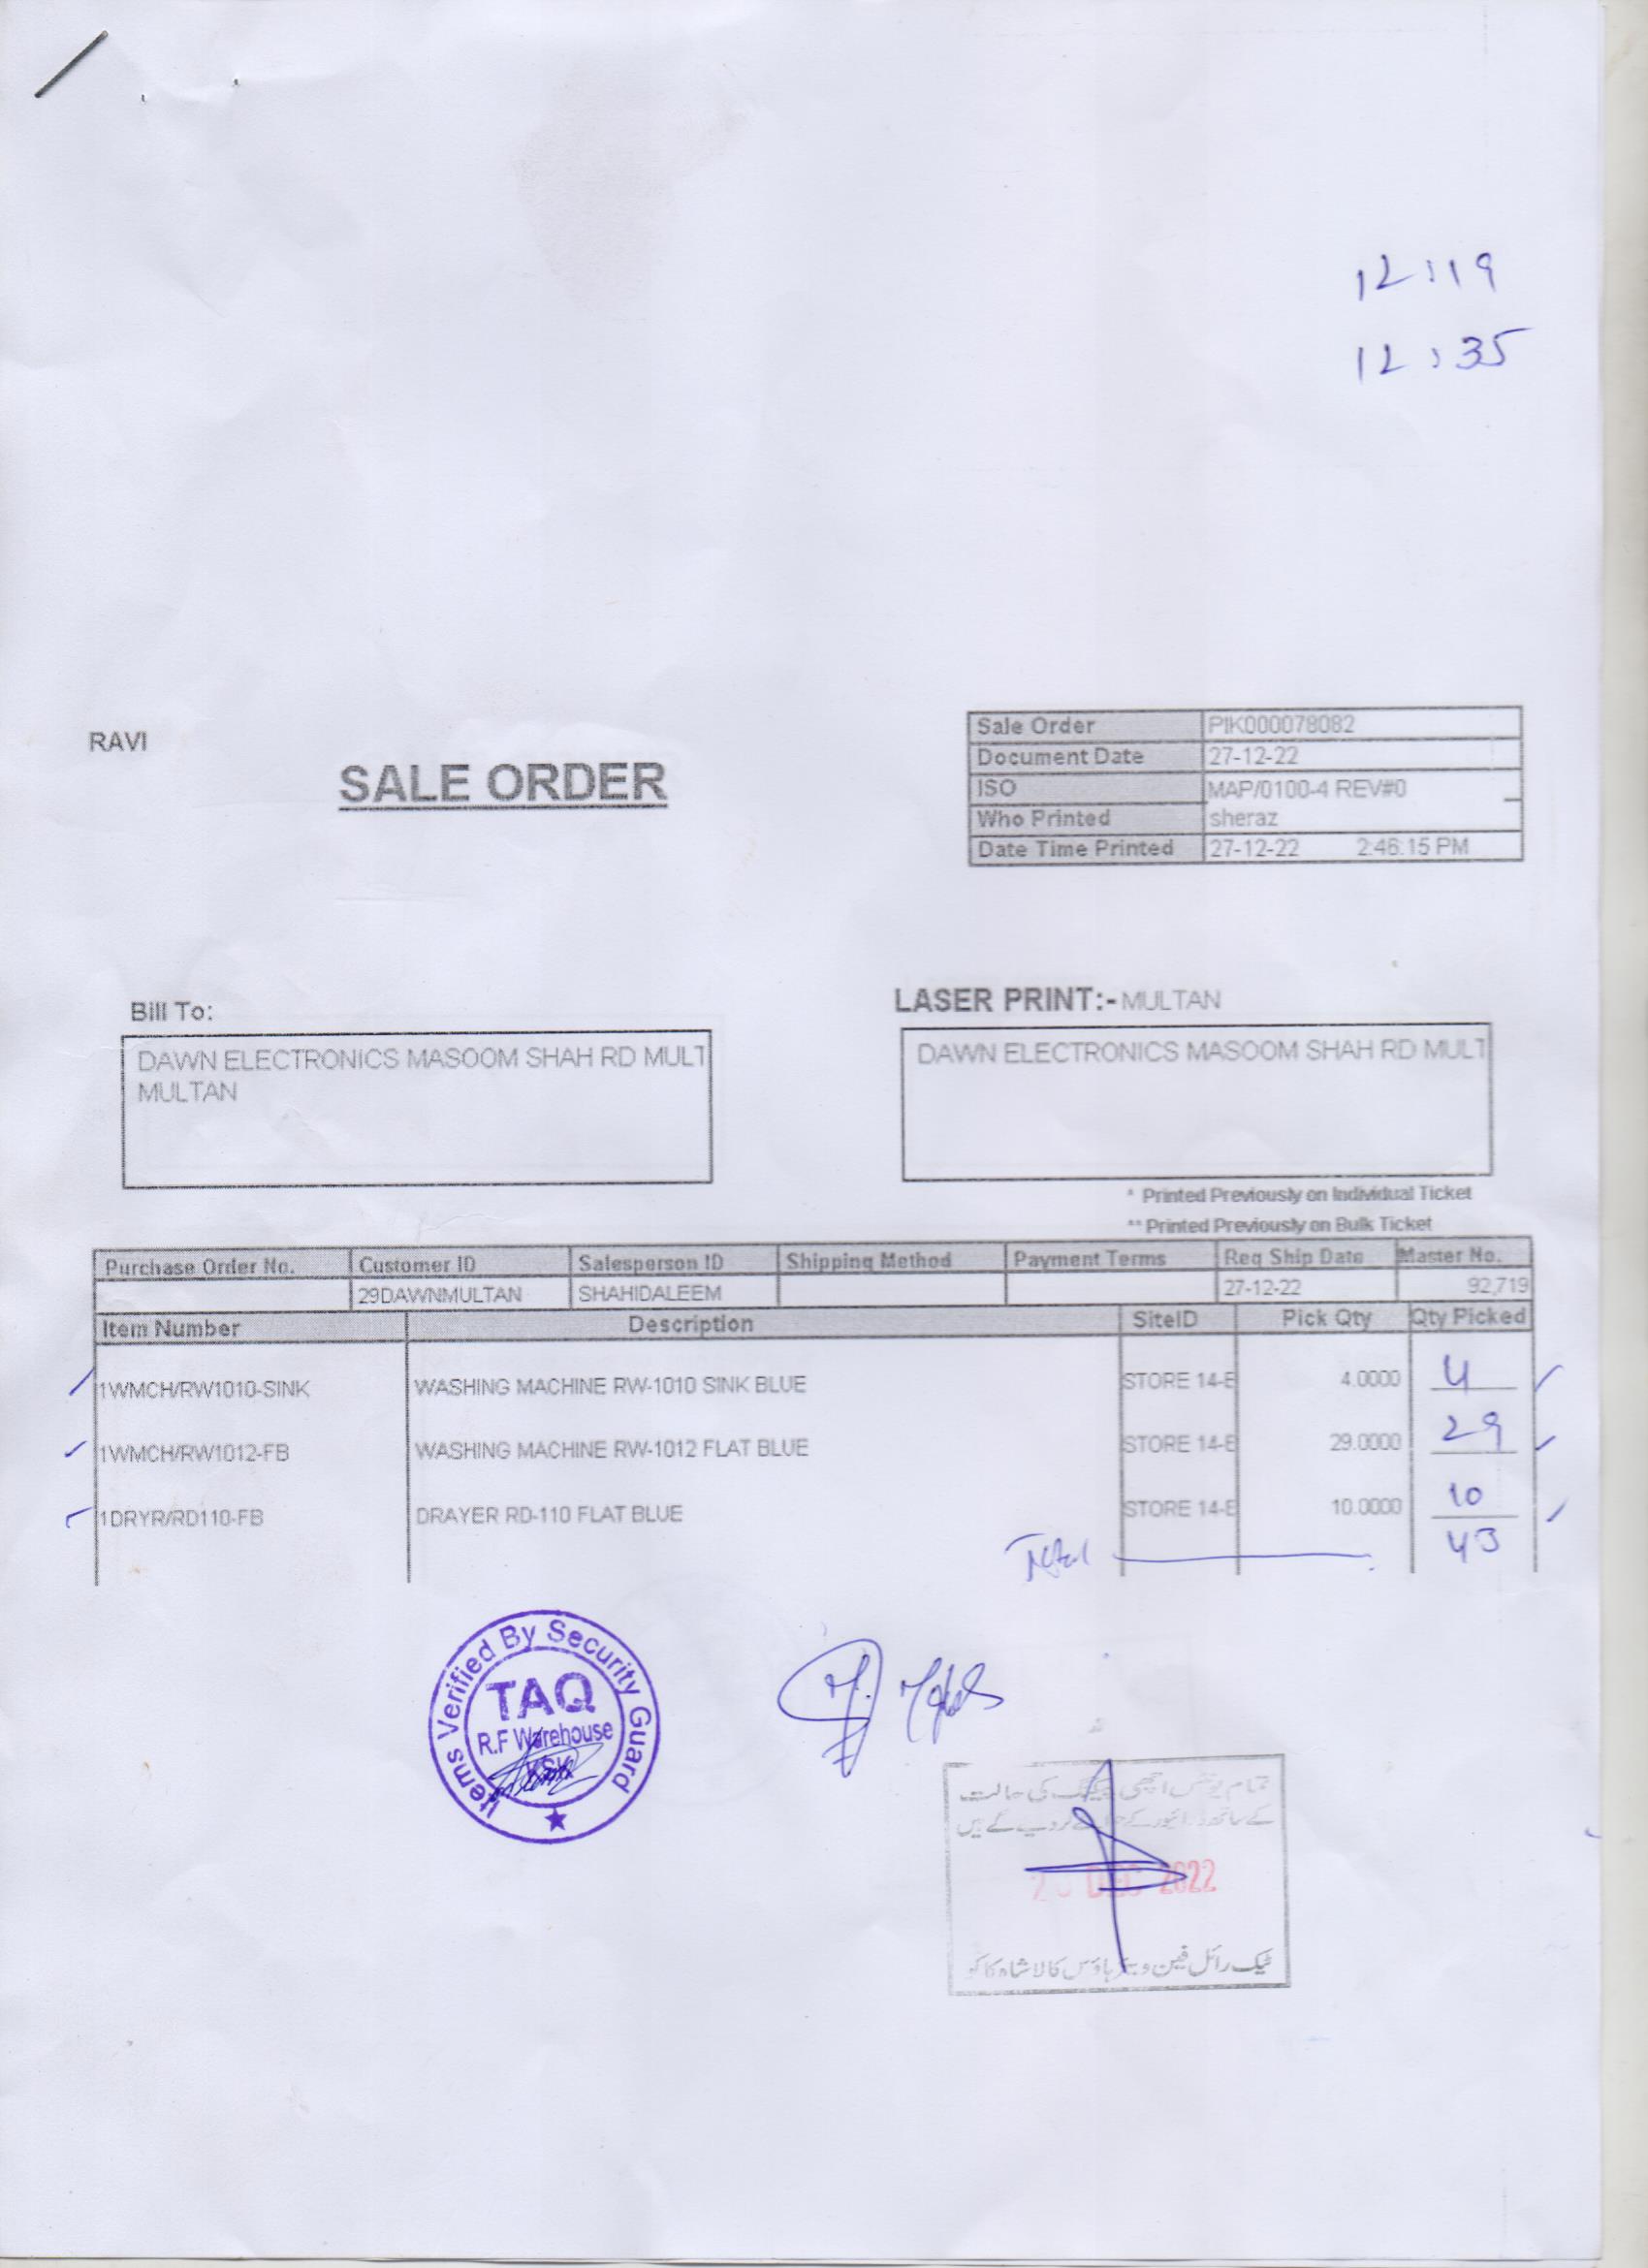 12:19
12:35
RAVI
SALE ORDER
Sale Order PIK000078082
Document Date 27-12-22
ISO MAP/0100-4 REV#0
Who Printed sheraz
Date Time Printed 27-12-22 2:46:15 PM
Bill To:
LASER PRINT:- MULTAN
DAWN ELECTRONICS MASOOM SHAH RD MULT
MULTAN
DAWN ELECTRONICS MASOOM SHAH RD MULT
* Printed Previously on Individual Ticket
** Printed Previously on Bulk Ticket
Purchase Order No. Customer ID Salesperson ID Shipping Method Payment Terms Req Ship Date Master No.
29DAWNMULTAN SHAHIDALEEM 27-12-22 92,719
Item Number Description SiteID Pick Qty Qty Picked
1WMCH/RW1010-SINK WASHING MACHINE RW-1010 SINK BLUE STORE 14-E 4.0000 4
1WMCH/RW1012-FB WASHING MACHINE RW-1012 FLAT BLUE STORE 14-E 29.0000 29
1DRYR/RD110-FB DRAYER RD-110 FLAT BLUE STORE 14-E 10.0000 10
Total 43
Items Verified By Security Guard
TAQ
R.F Warehouse
تمام یونٹس اچھی پیکنگ کی حالت
کے ساتھ ڈرائیور کے حوالے کر دیے گئے ہیں
DEC 2022
ٹیک رائل فین ویئر ہاؤس کالا شاہ کاکو